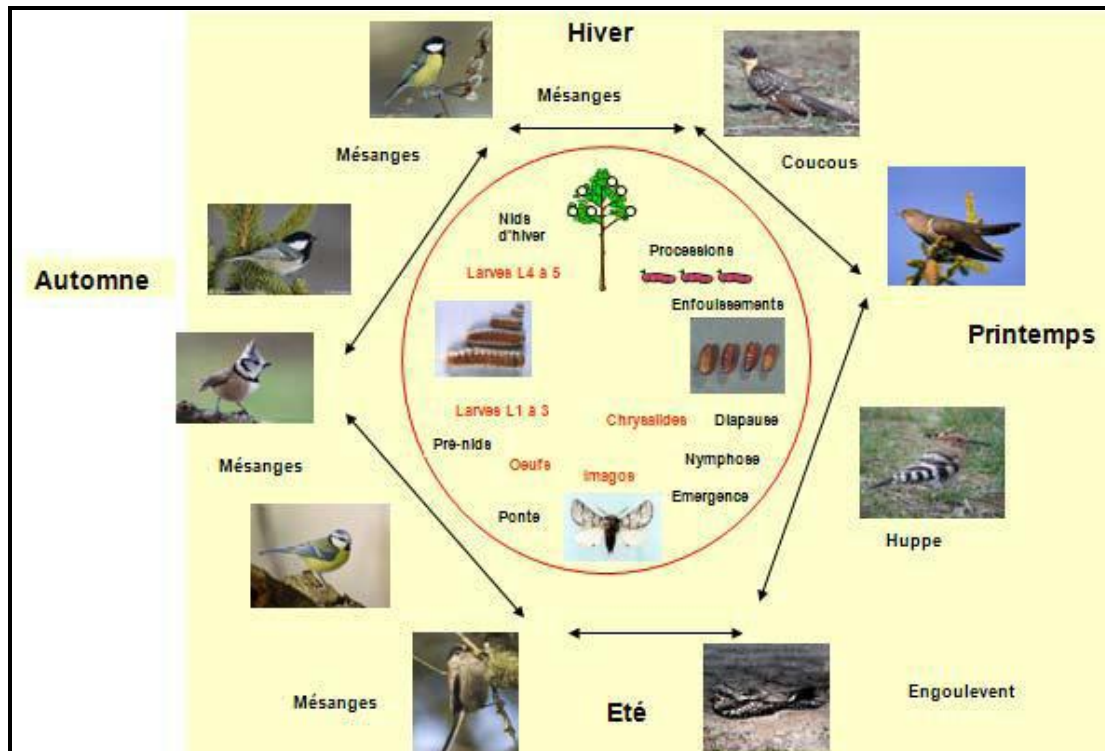 Hiver
Mésanges
Mésanges
Coucous
Nids
d'hiver
Processions
Larves L4 à 5
Automne
Enfouissements
Printemps
Larves L1 à 3
Chrysalides
Diapause
Pré-nids
Oeufs
Nymphose
Mésanges
Imagos
Emergence
Ponte
Huppe
Mésanges
Eté
Engoulevent